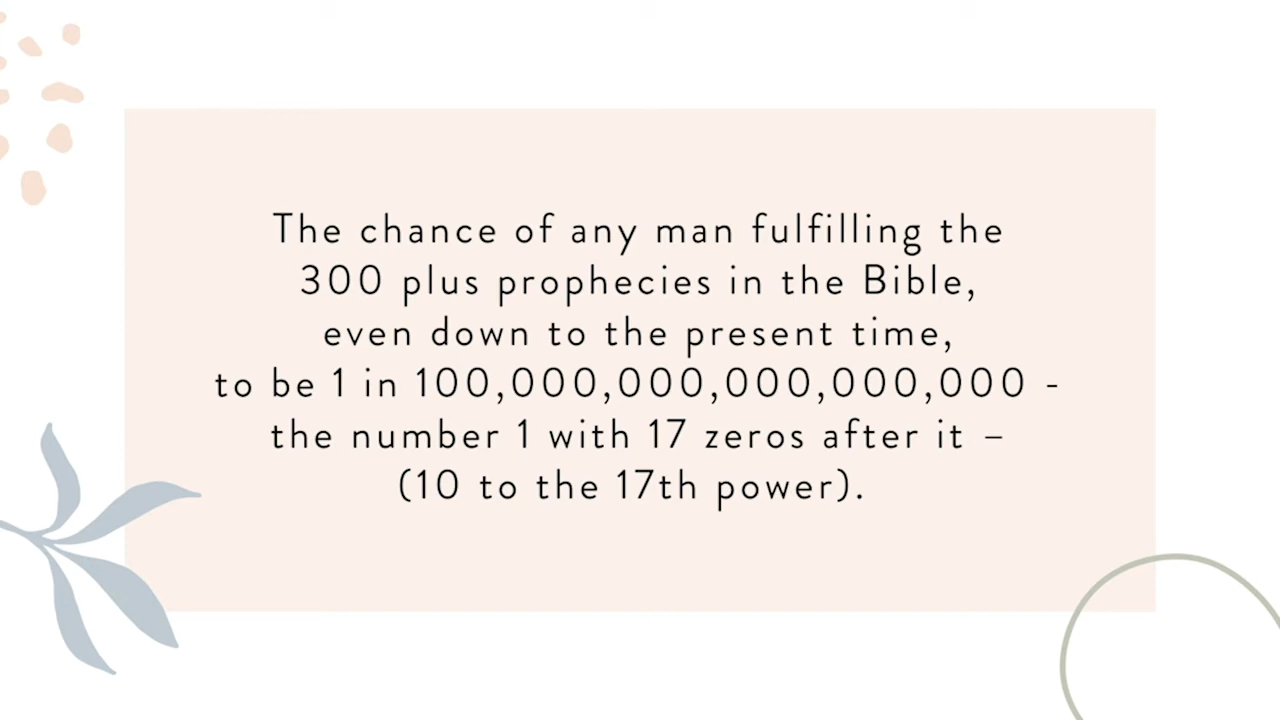 The chance of any man fulfilling the
300 plus prophecies in the Bible,
even down to the present time,
to be 1 in 100,000,000,000,000,000 -
the number 1 with 17 zeros after it –
(10 to the 17th power).